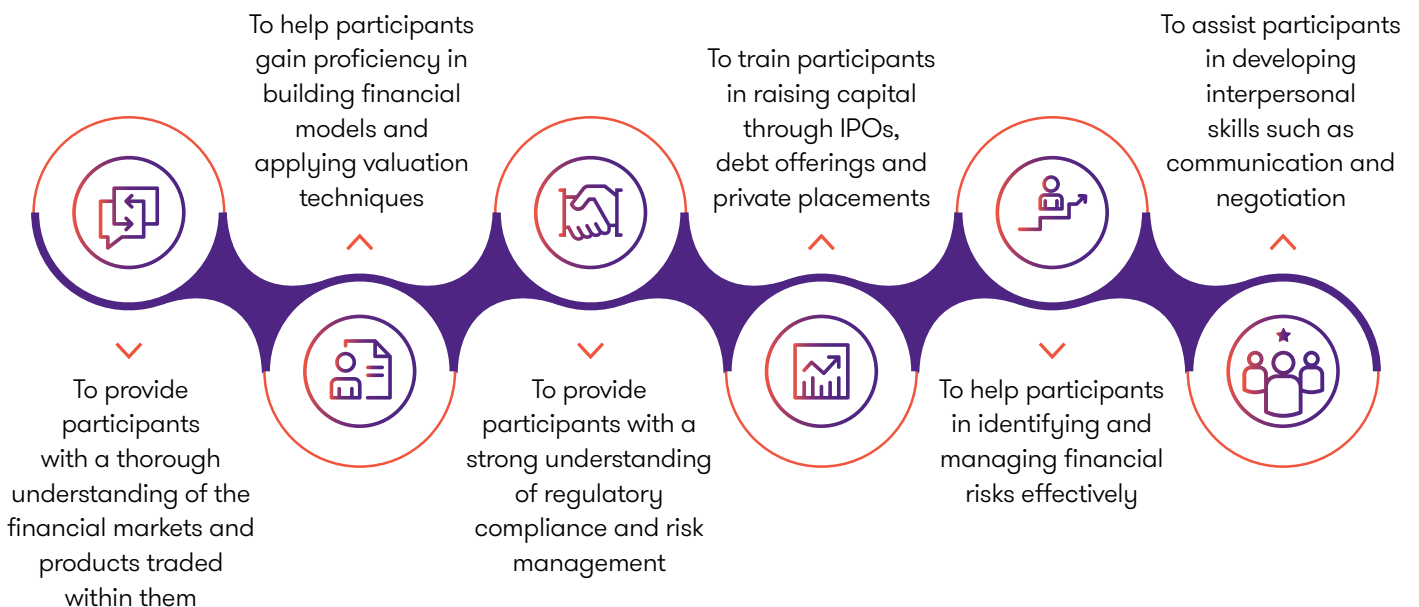 To provide
participants
with a thorough
understanding of the
financial markets and
products traded
within them
To help participants
gain proficiency in
building financial
models and
applying valuation
techniques
To provide
participants with a
strong understanding
of regulatory
compliance and risk
management
To train participants
in raising capital
through IPOs,
debt offerings and
private placements
To help participants
in identifying and
managing financial
risks effectively
To assist participants
in developing
interpersonal
skills such as
communication and
negotiation